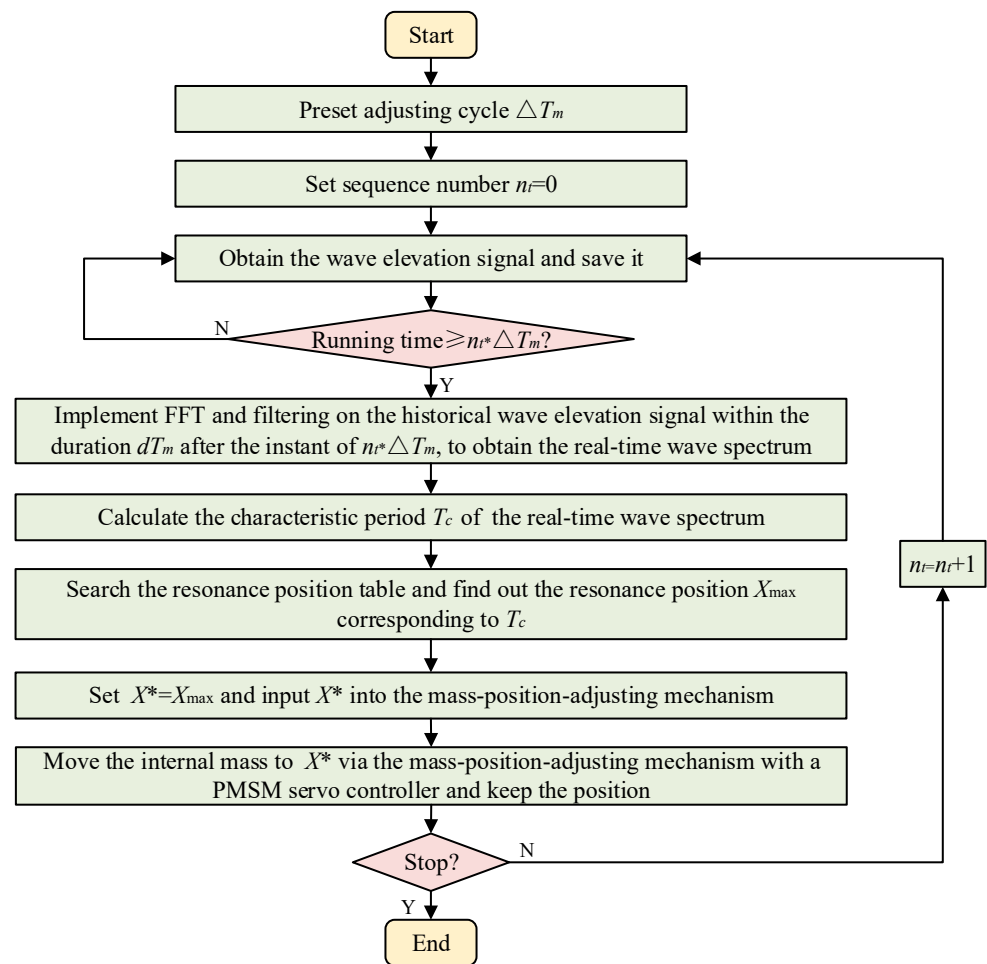 Start
Preset adjusting cycle △Tm
Set sequence number nt=0
Obtain the wave elevation signal and save it
N
Running time≥nt*△Tm?
Y
Implement FFT and filtering on the historical wave elevation signal within the
duration dTm after the instant of nt*△Tm, to obtain the real-time wave spectrum
Calculate the characteristic period Tc of the real-time wave spectrum
nt=nt+1
Search the resonance position table and find out the resonance position Xmax
corresponding to Tc
Set X*=Xmax and input X* into the mass-position-adjusting mechanism
Move the internal mass to X* via the mass-position-adjusting mechanism with a
PMSM servo controller and keep the position
Stop?
N
Y
End